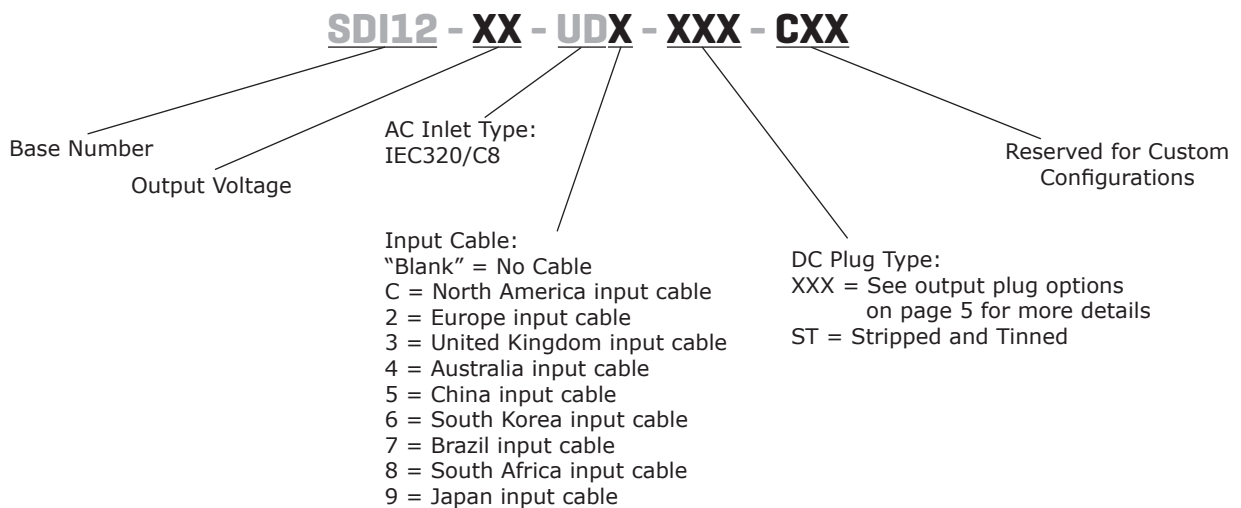 SDI12 - XX - UDX - XXX - CXX
Base Number
Output Voltage
AC Inlet Type:
IEC320/C8
Input Cable:
“Blank” = No Cable
C = North America input cable
2 = Europe input cable
3 = United Kingdom input cable
4 = Australia input cable
5 = China input cable
6 = South Korea input cable
7 = Brazil input cable
8 = South Africa input cable
9 = Japan input cable
DC Plug Type:
XXX = See output plug options
on page 5 for more details
ST = Stripped and Tinned
Reserved for Custom
Configurations